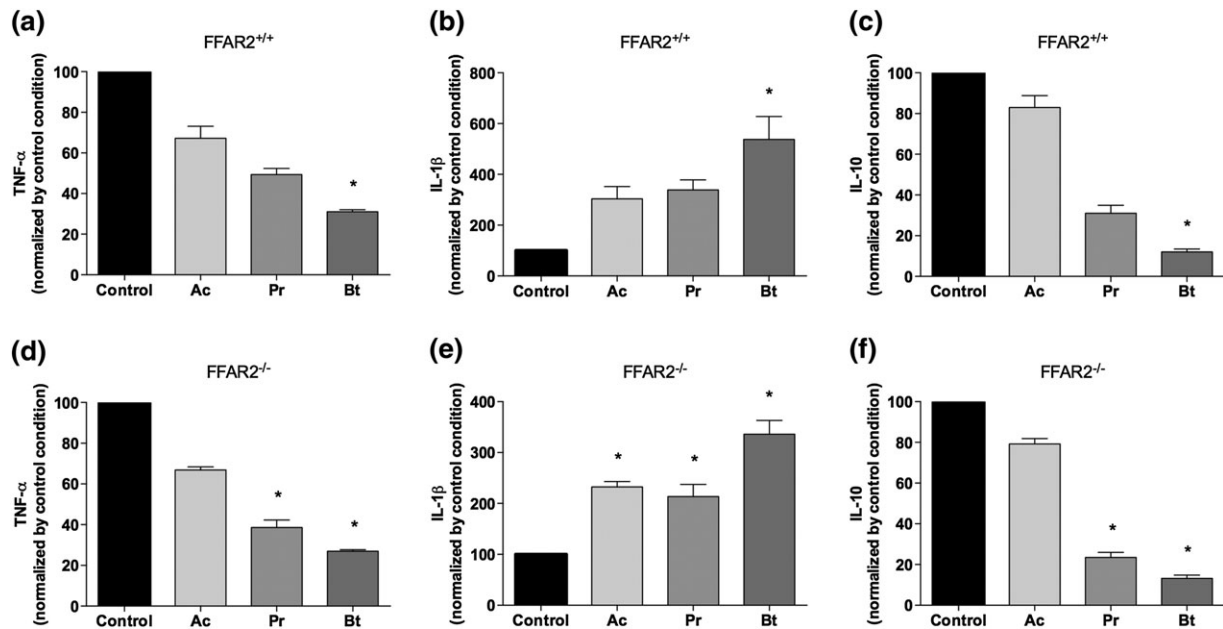 (a)
FFAR2+/+
TNF-α
(normalized by control condition)
100
80
60
40
20
0
*
Control Ac Pr Bt
(b)
FFAR2+/+
IL-1β
(normalized by control condition)
800
600
400
200
0
*
Control Ac Pr Bt
(c)
FFAR2+/+
IL-10
(normalized by control condition)
100
80
60
40
20
0
*
Control Ac Pr Bt
(d)
FFAR2-/-
TNF-α
(normalized by control condition)
100
80
60
40
20
0
* *
Control Ac Pr Bt
(e)
FFAR2-/-
IL-1β
(normalized by control condition)
400
300
200
100
0
* * *
Control Ac Pr Bt
(f)
FFAR2-/-
IL-10
(normalized by control condition)
100
80
60
40
20
0
* *
Control Ac Pr Bt